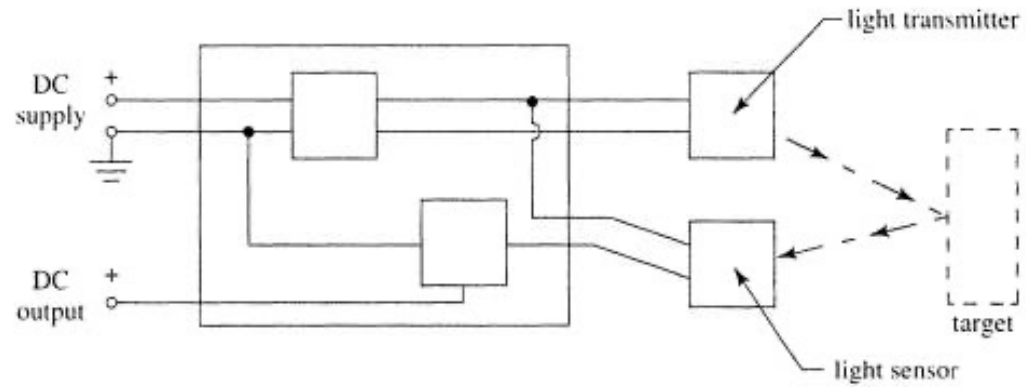 light transmitter
DC
supply
+
DC
output
+
target
light sensor